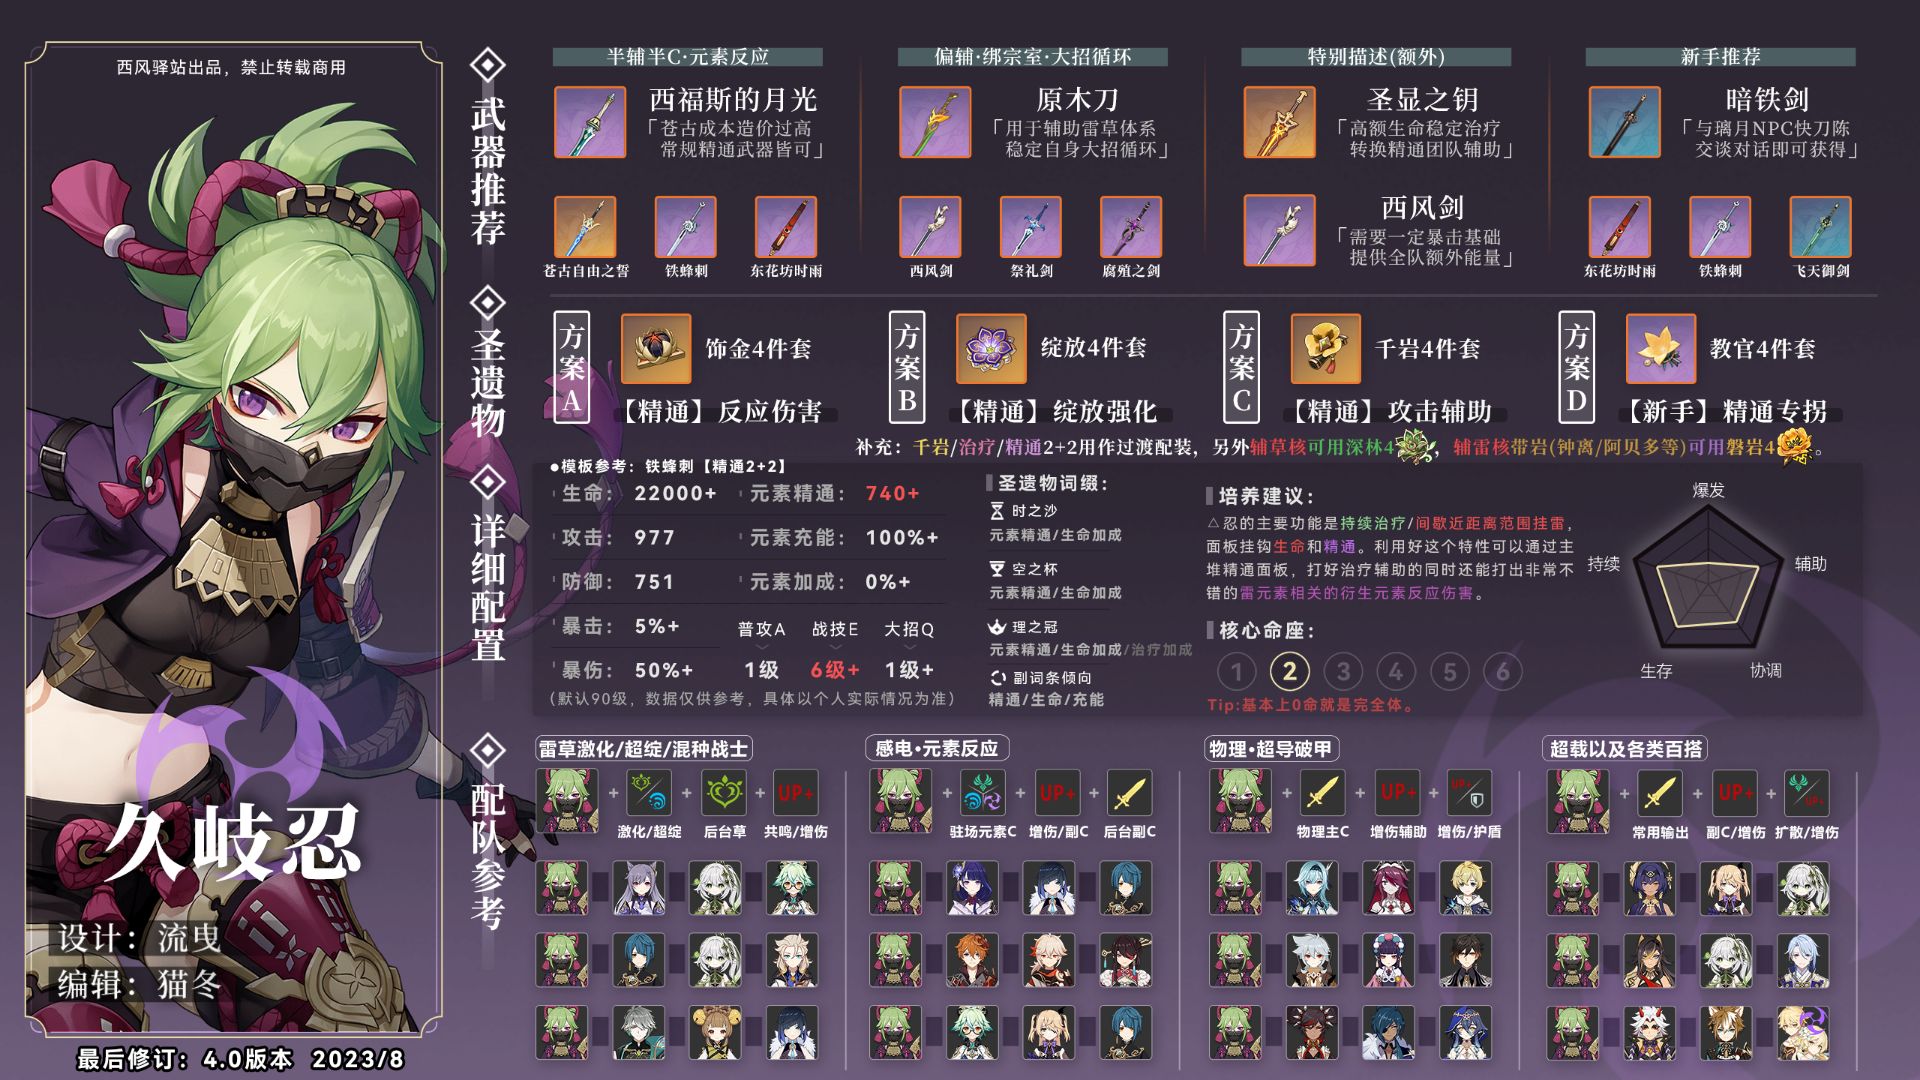 西风驿站出品，禁止转载商用
久岐忍
设计：流曳
编辑：猫冬
最后修订：4.0版本 2023/8
武器推荐
半辅半C·元素反应
西福斯的月光
「苍古成本造价过高
常规精通武器皆可」
苍古自由之誓
铁蜂刺
东花坊时雨
偏辅·绑宗室·大招循环
原木刀
「用于辅助雷草体系
稳定自身大招循环」
西风剑
祭礼剑
腐殖之剑
特别描述(额外)
圣显之钥
「高额生命稳定治疗
转换精通团队辅助」
西风剑
「需要一定暴击基础
提供全队额外能量」
新手推荐
暗铁剑
「与璃月NPC快刀陈
交谈对话即可获得」
东花坊时雨
铁蜂刺
飞天御剑
圣遗物
方案A
饰金4件套
【精通】反应伤害
方案B
绽放4件套
【精通】绽放强化
方案C
千岩4件套
【精通】攻击辅助
方案D
教官4件套
【新手】精通专拐
补充：千岩/治疗/精通2+2用作过渡配装，另外辅草核可用深林4，辅雷核带岩(钟离/阿贝多等)可用磐岩4。
详细配置
●模板参考：铁蜂刺【精通2+2】
生命： 22000+
元素精通： 740+
攻击： 977
元素充能： 100%+
防御： 751
元素加成： 0%+
暴击： 5%+
暴伤： 50%+
普攻A 战技E 大招Q
1级 6级+ 1级+
(默认90级，数据仅供参考，具体以个人实际情况为准)
圣遗物词缀：
时之沙
元素精通/生命加成
空之杯
元素精通/生命加成
理之冠
元素精通/生命加成/治疗加成
副词条倾向
精通/生命/充能
培养建议：
△忍的主要功能是持续治疗/间歇近距离范围挂雷，
面板挂钩生命和精通。利用好这个特性可以通过主
堆精通面板，打好治疗辅助的同时还能打出非常不
错的雷元素相关的衍生元素反应伤害。
核心命座：
1 2 3 4 5 6
Tip:基本上0命就是完全体。
爆发
辅助
协调
生存
持续
配队参考
雷草激化/超绽/混种战士
+ + + UP+
激化/超绽 后台草 共鸣/增伤
感电·元素反应
+ + UP+ +
驻场元素C 增伤/副C 后台副C
物理·超导破甲
+ + UP+ + UP+
物理主C 增伤辅助 增伤/护盾
超载以及各类百搭
+ + UP+ + UP+
常用输出 副C/增伤 扩散/增伤